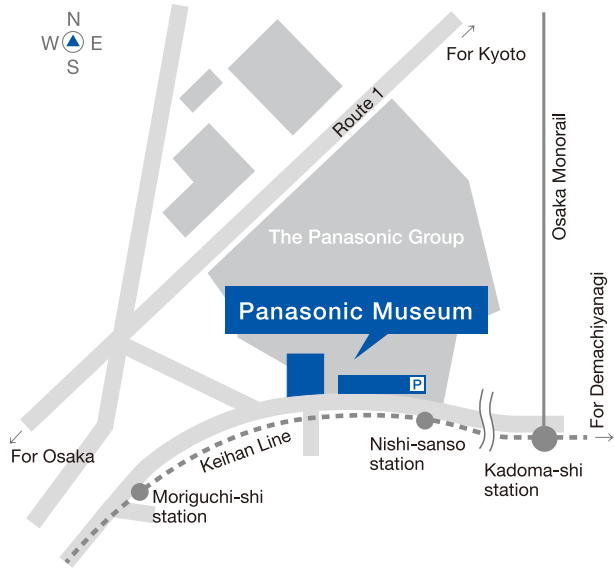 N
W E
S
For Kyoto
Route 1
Osaka Monorail
The Panasonic Group
Panasonic Museum
P
For Demachiyanagi
For Osaka
Keihan Line
Nishi-sanso
station
Kadoma-shi
station
Moriguchi-shi
station